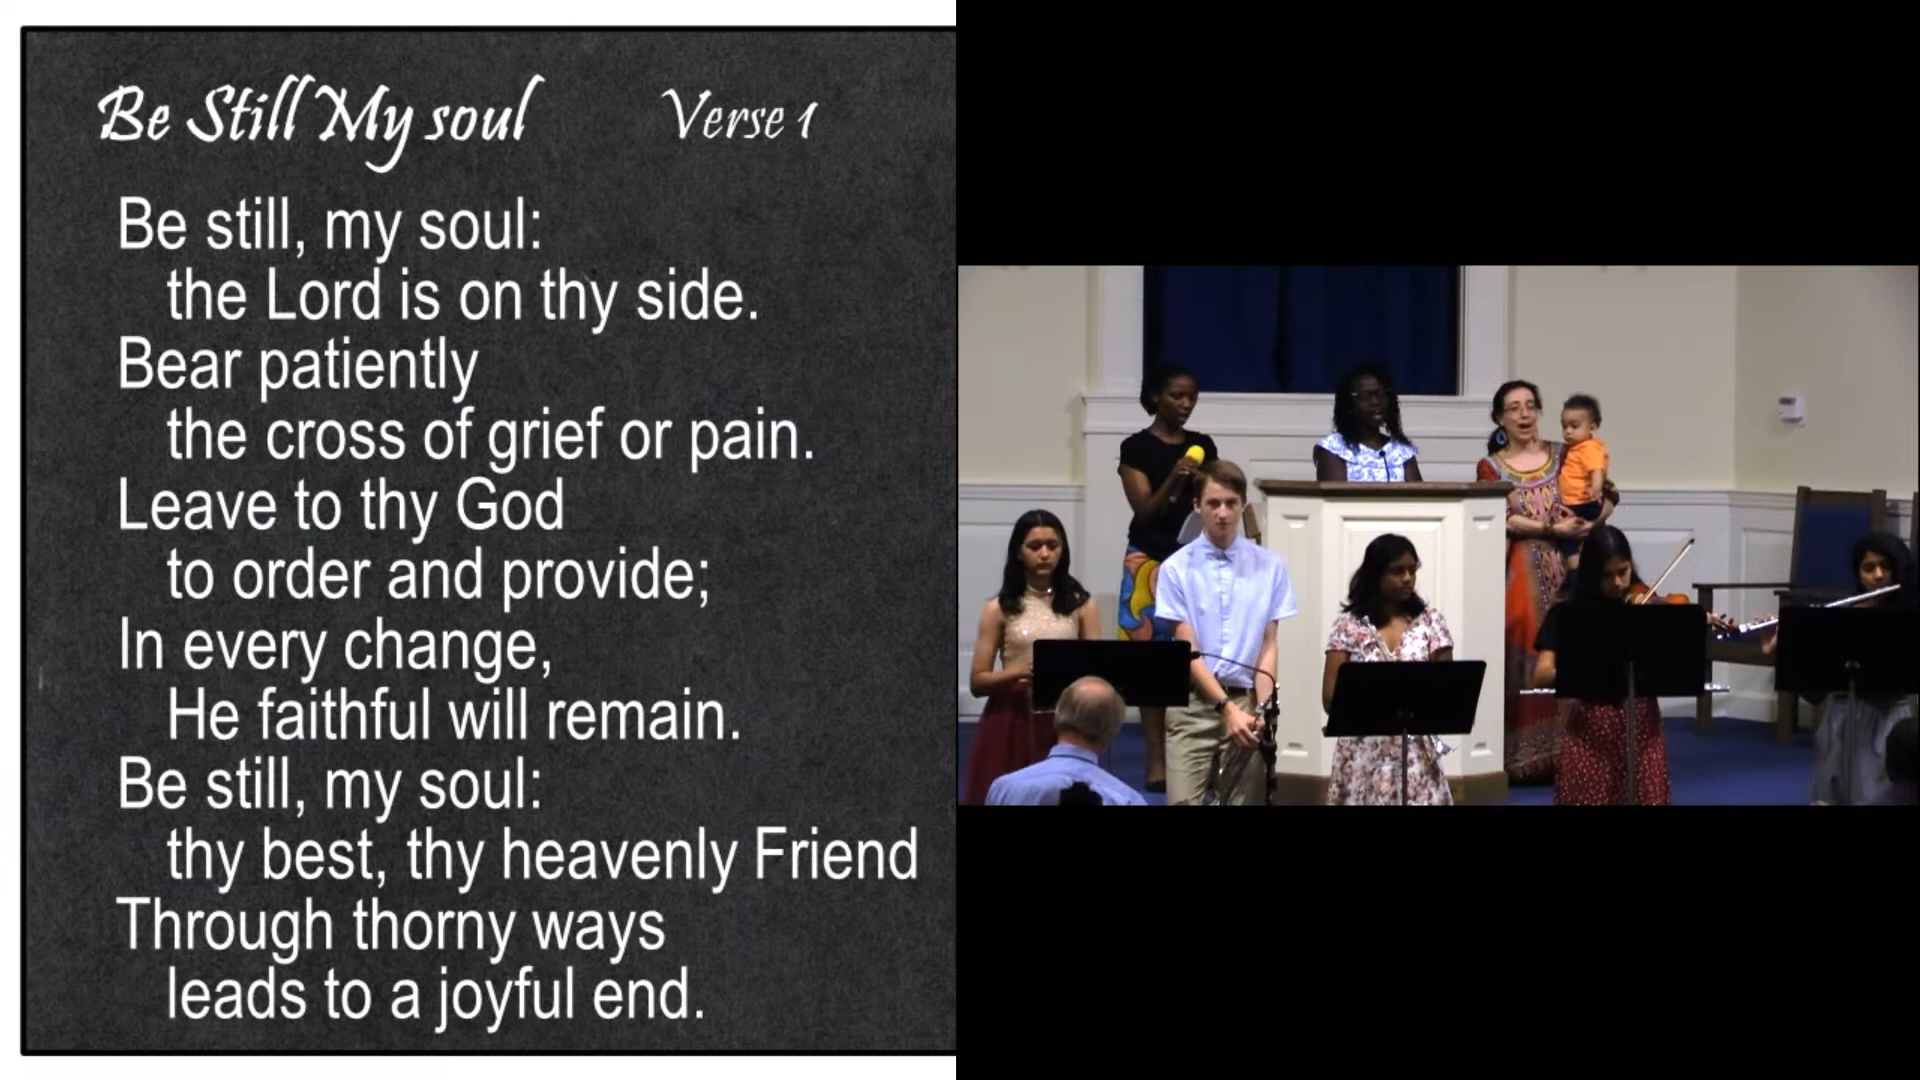 Be Still My soul Verse 1
Be still, my soul:
the Lord is on thy side.
Bear patiently
the cross of grief or pain.
Leave to thy God
to order and provide;
In every change,
He faithful will remain.
Be still, my soul:
thy best, thy heavenly Friend
Through thorny ways
leads to a joyful end.